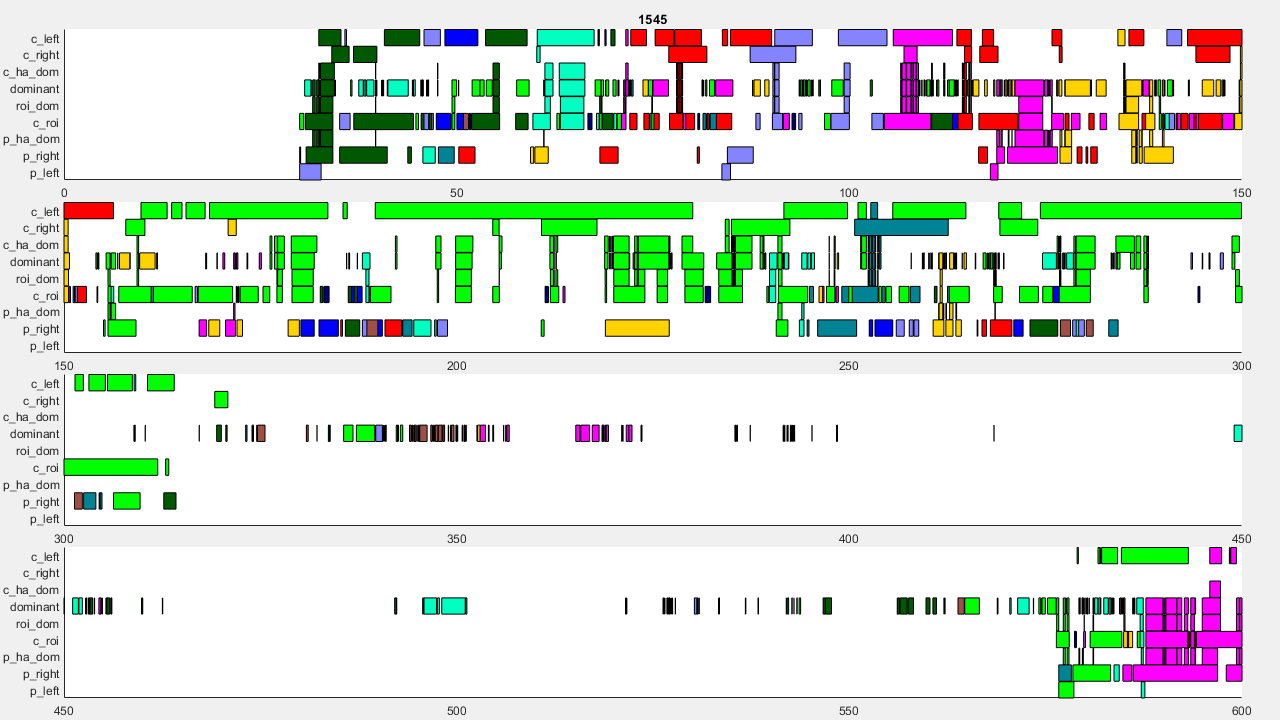 1545
c_left
c_right
c_ha_dom
dominant
roi_dom
c_roi
p_ha_dom
p_right
p_left
0 50 100 150
c_left
c_right
c_ha_dom
dominant
roi_dom
c_roi
p_ha_dom
p_right
p_left
150 200 250 300
c_left
c_right
c_ha_dom
dominant
roi_dom
c_roi
p_ha_dom
p_right
p_left
300 350 400 450
c_left
c_right
c_ha_dom
dominant
roi_dom
c_roi
p_ha_dom
p_right
p_left
450 500 550 600